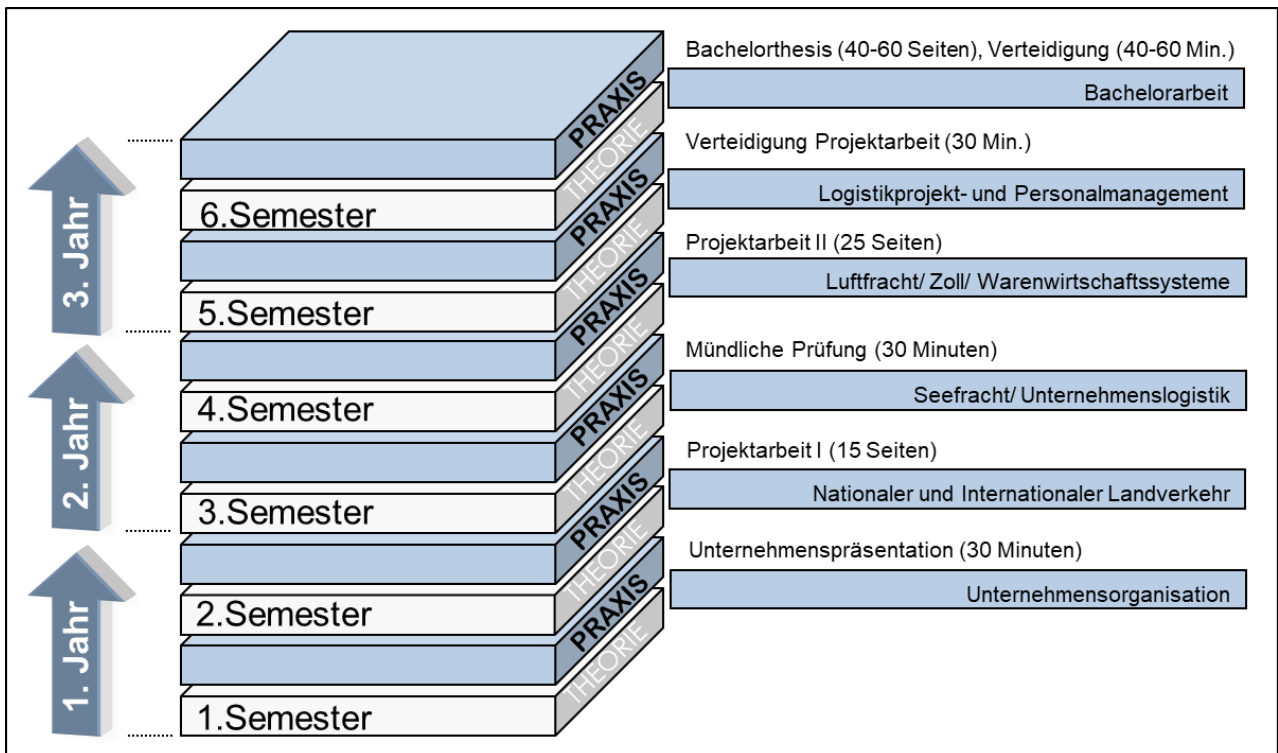 Bachelorthesis (40-60 Seiten), Verteidigung (40-60 Min.)
PRAXIS
Bachelorarbeit
THEORIE
Verteidigung Projektarbeit (30 Min.)
3. Jahr
6.Semester
PRAXIS
Logistikprojekt- und Personalmanagement
THEORIE
Projektarbeit II (25 Seiten)
5.Semester
PRAXIS
Luftfracht/ Zoll/ Warenwirtschaftssysteme
THEORIE
Mündliche Prüfung (30 Minuten)
2. Jahr
4.Semester
PRAXIS
Seefracht/ Unternehmenslogistik
THEORIE
Projektarbeit I (15 Seiten)
3.Semester
PRAXIS
Nationaler und Internationaler Landverkehr
THEORIE
Unternehmenspräsentation (30 Minuten)
1. Jahr
2.Semester
PRAXIS
Unternehmensorganisation
THEORIE
1.Semester